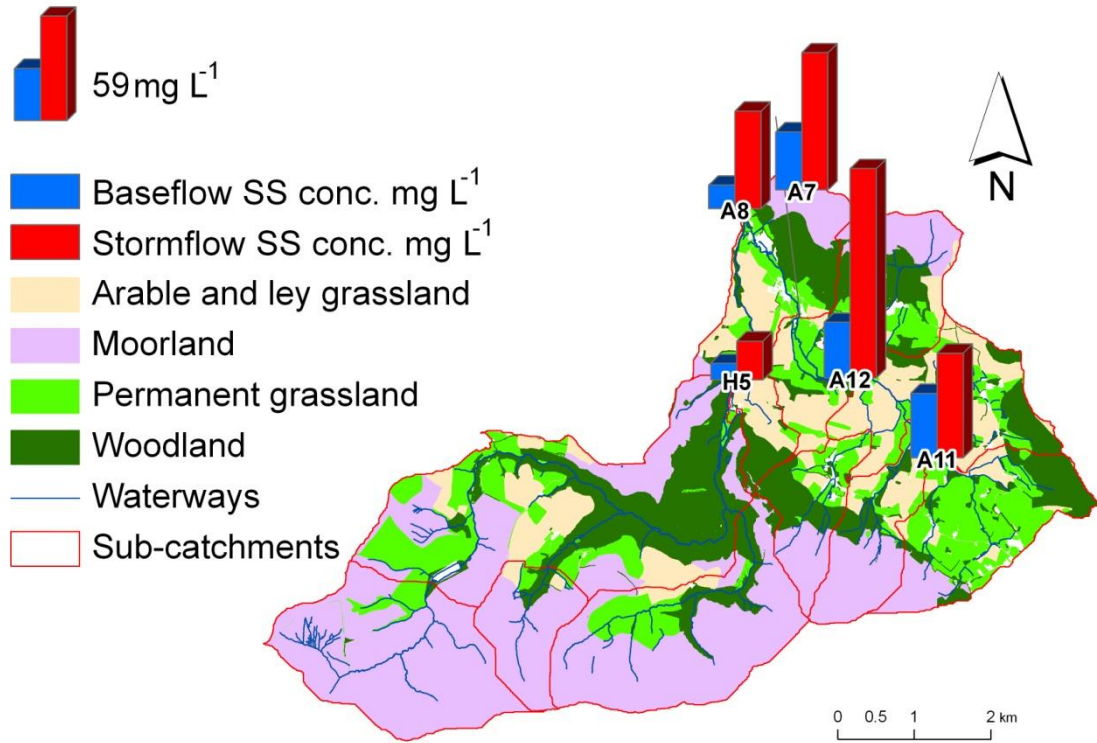 59 mg L-1
Baseflow SS conc. mg L-1
Stormflow SS conc. mg L-1
Arable and ley grassland
Moorland
Permanent grassland
Woodland
Waterways
Sub-catchments
A7
A8
N
H5
A12
A11
0 0.5 1 2 km